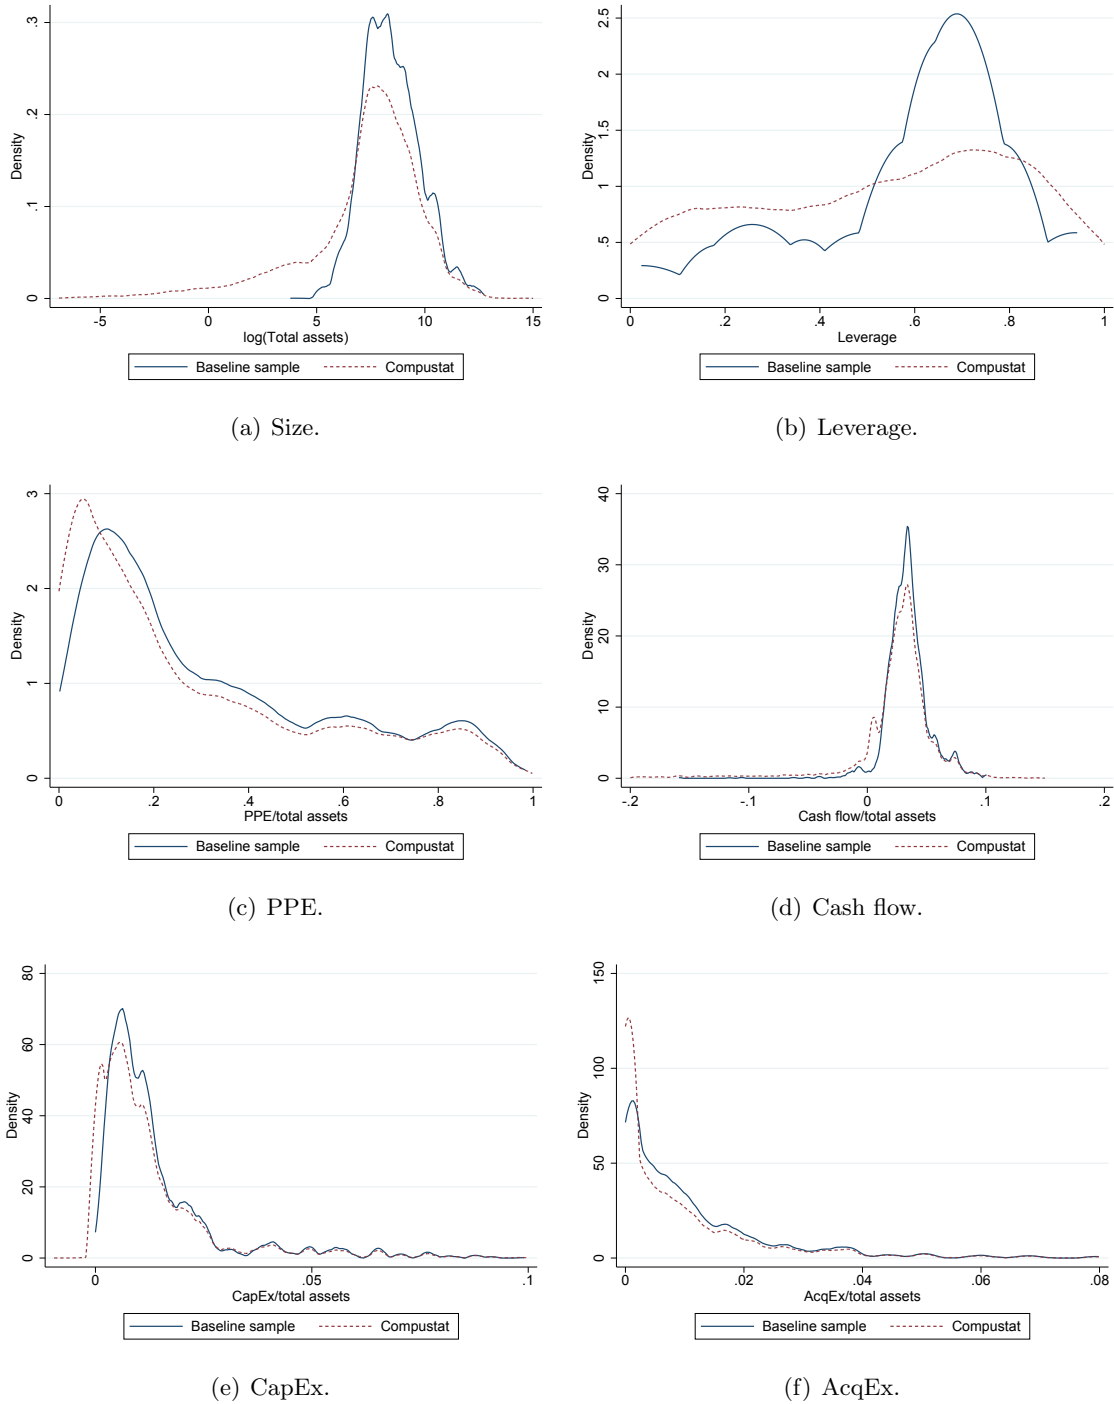 Density
0 .1 .2 .3
-5 0 5 10 15
log(Total assets)
Baseline sample Compustat
(a) Size.
Density
0 .5 1 1.5 2 2.5
0 .2 .4 .6 .8 1
Leverage
Baseline sample Compustat
(b) Leverage.
Density
0 1 2 3
0 .2 .4 .6 .8 1
PPE/total assets
Baseline sample Compustat
(c) PPE.
Density
0 10 20 30 40
-.2 -.1 0 .1 .2
Cash flow/total assets
Baseline sample Compustat
(d) Cash flow.
Density
0 20 40 60 80
0 .05 .1
CapEx/total assets
Baseline sample Compustat
(e) CapEx.
Density
0 50 100 150
0 .02 .04 .06 .08
AcqEx/total assets
Baseline sample Compustat
(f) AcqEx.